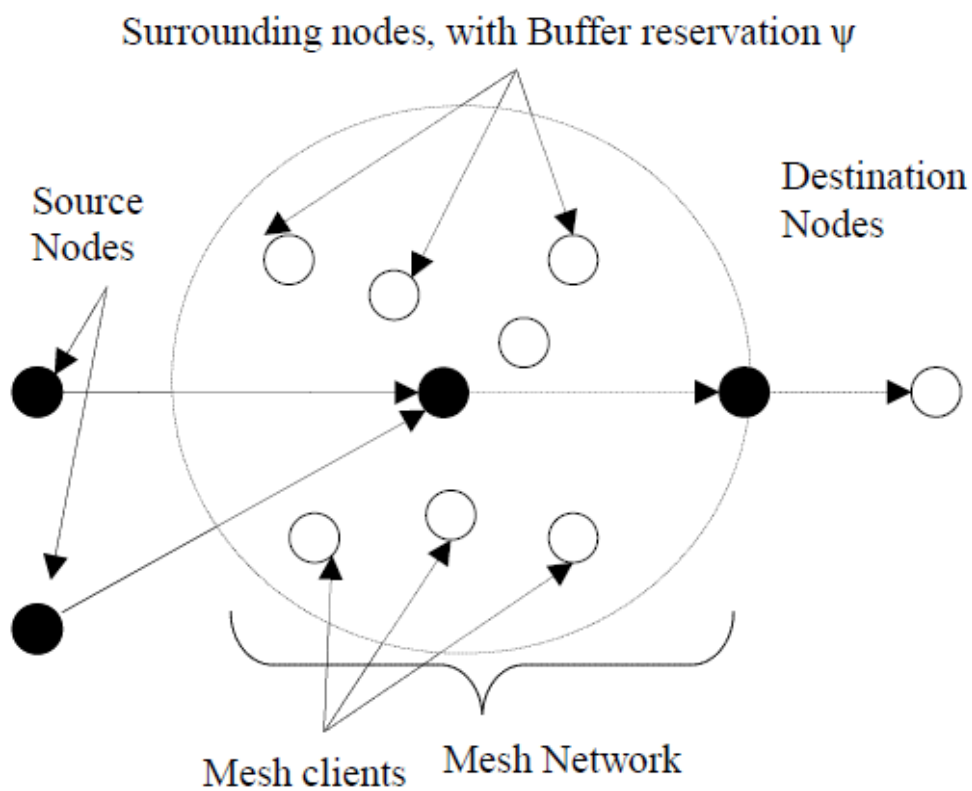 Surrounding nodes, with Buffer reservation ψ
Source
Nodes
Destination
Nodes
Mesh clients
Mesh Network